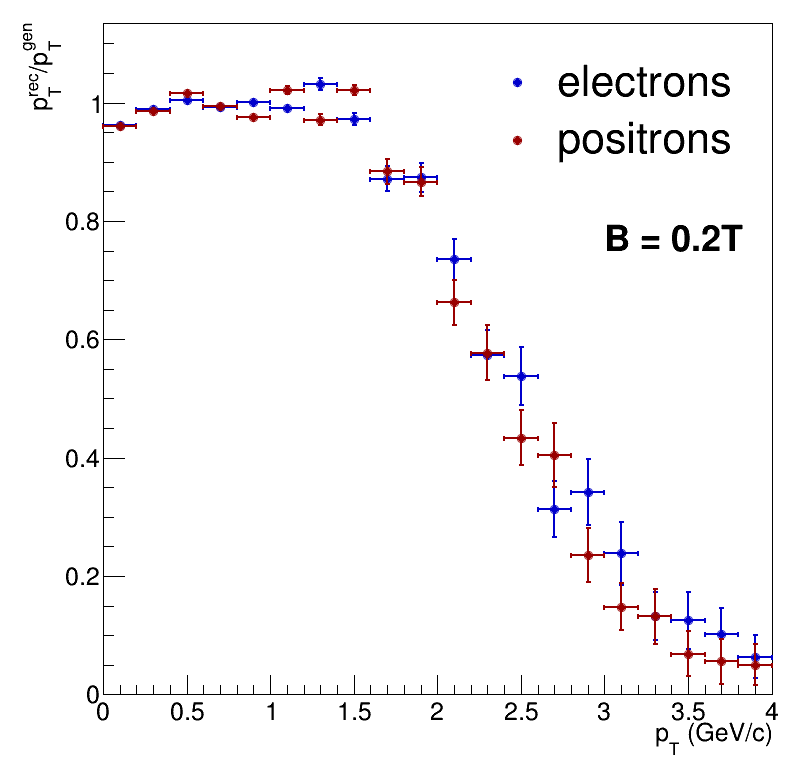 p_T^rec/p_T^gen
electrons
positrons
B = 0.2T
1
0.8
0.6
0.4
0.2
0
0 0.5 1 1.5 2 2.5 3 3.5 4
p_T (GeV/c)